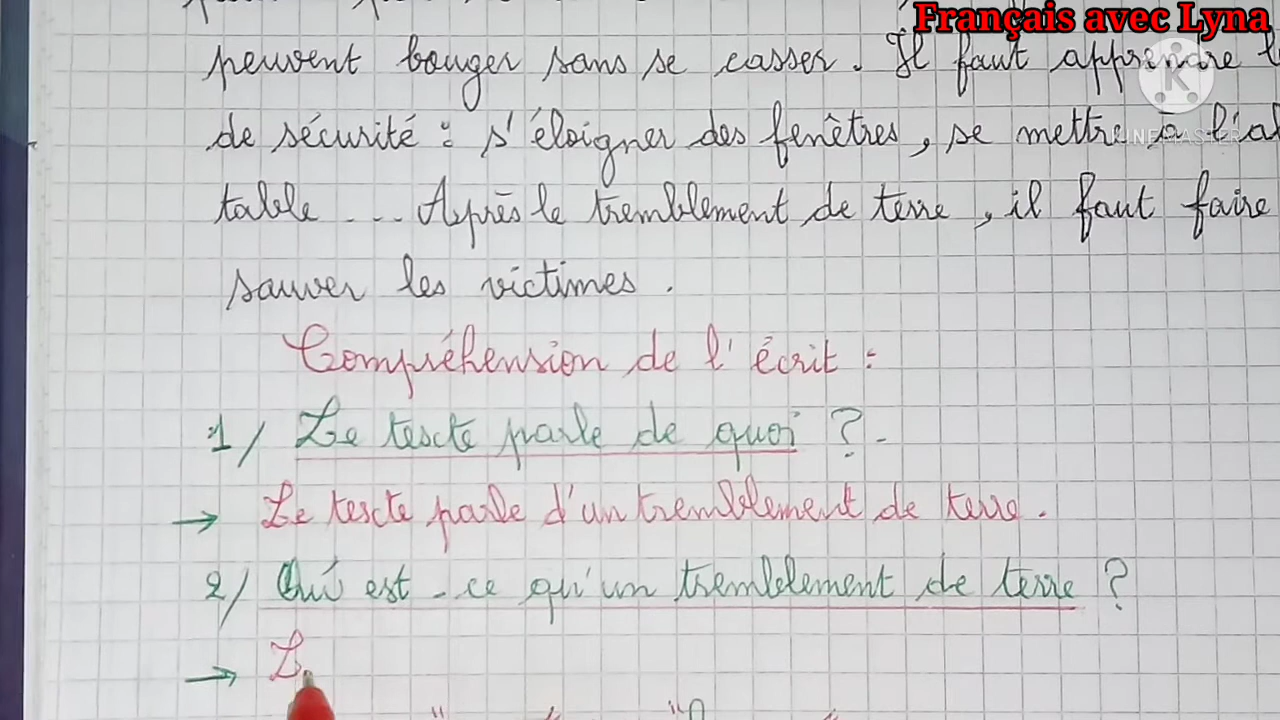 Français avec Lyna
peuvent bouger sans se casser. Il faut apprendre
de sécurité : s'éloigner des fenêtres, se mettre à
table ... Après le tremblement de terre, il faut faire
sauver les victimes.
Compréhension de l'écrit :
1/ Le texte parle de quoi ?
→ Le texte parle d'un tremblement de terre.
2/ Qui est-ce qu'un tremblement de terre ?
→ L